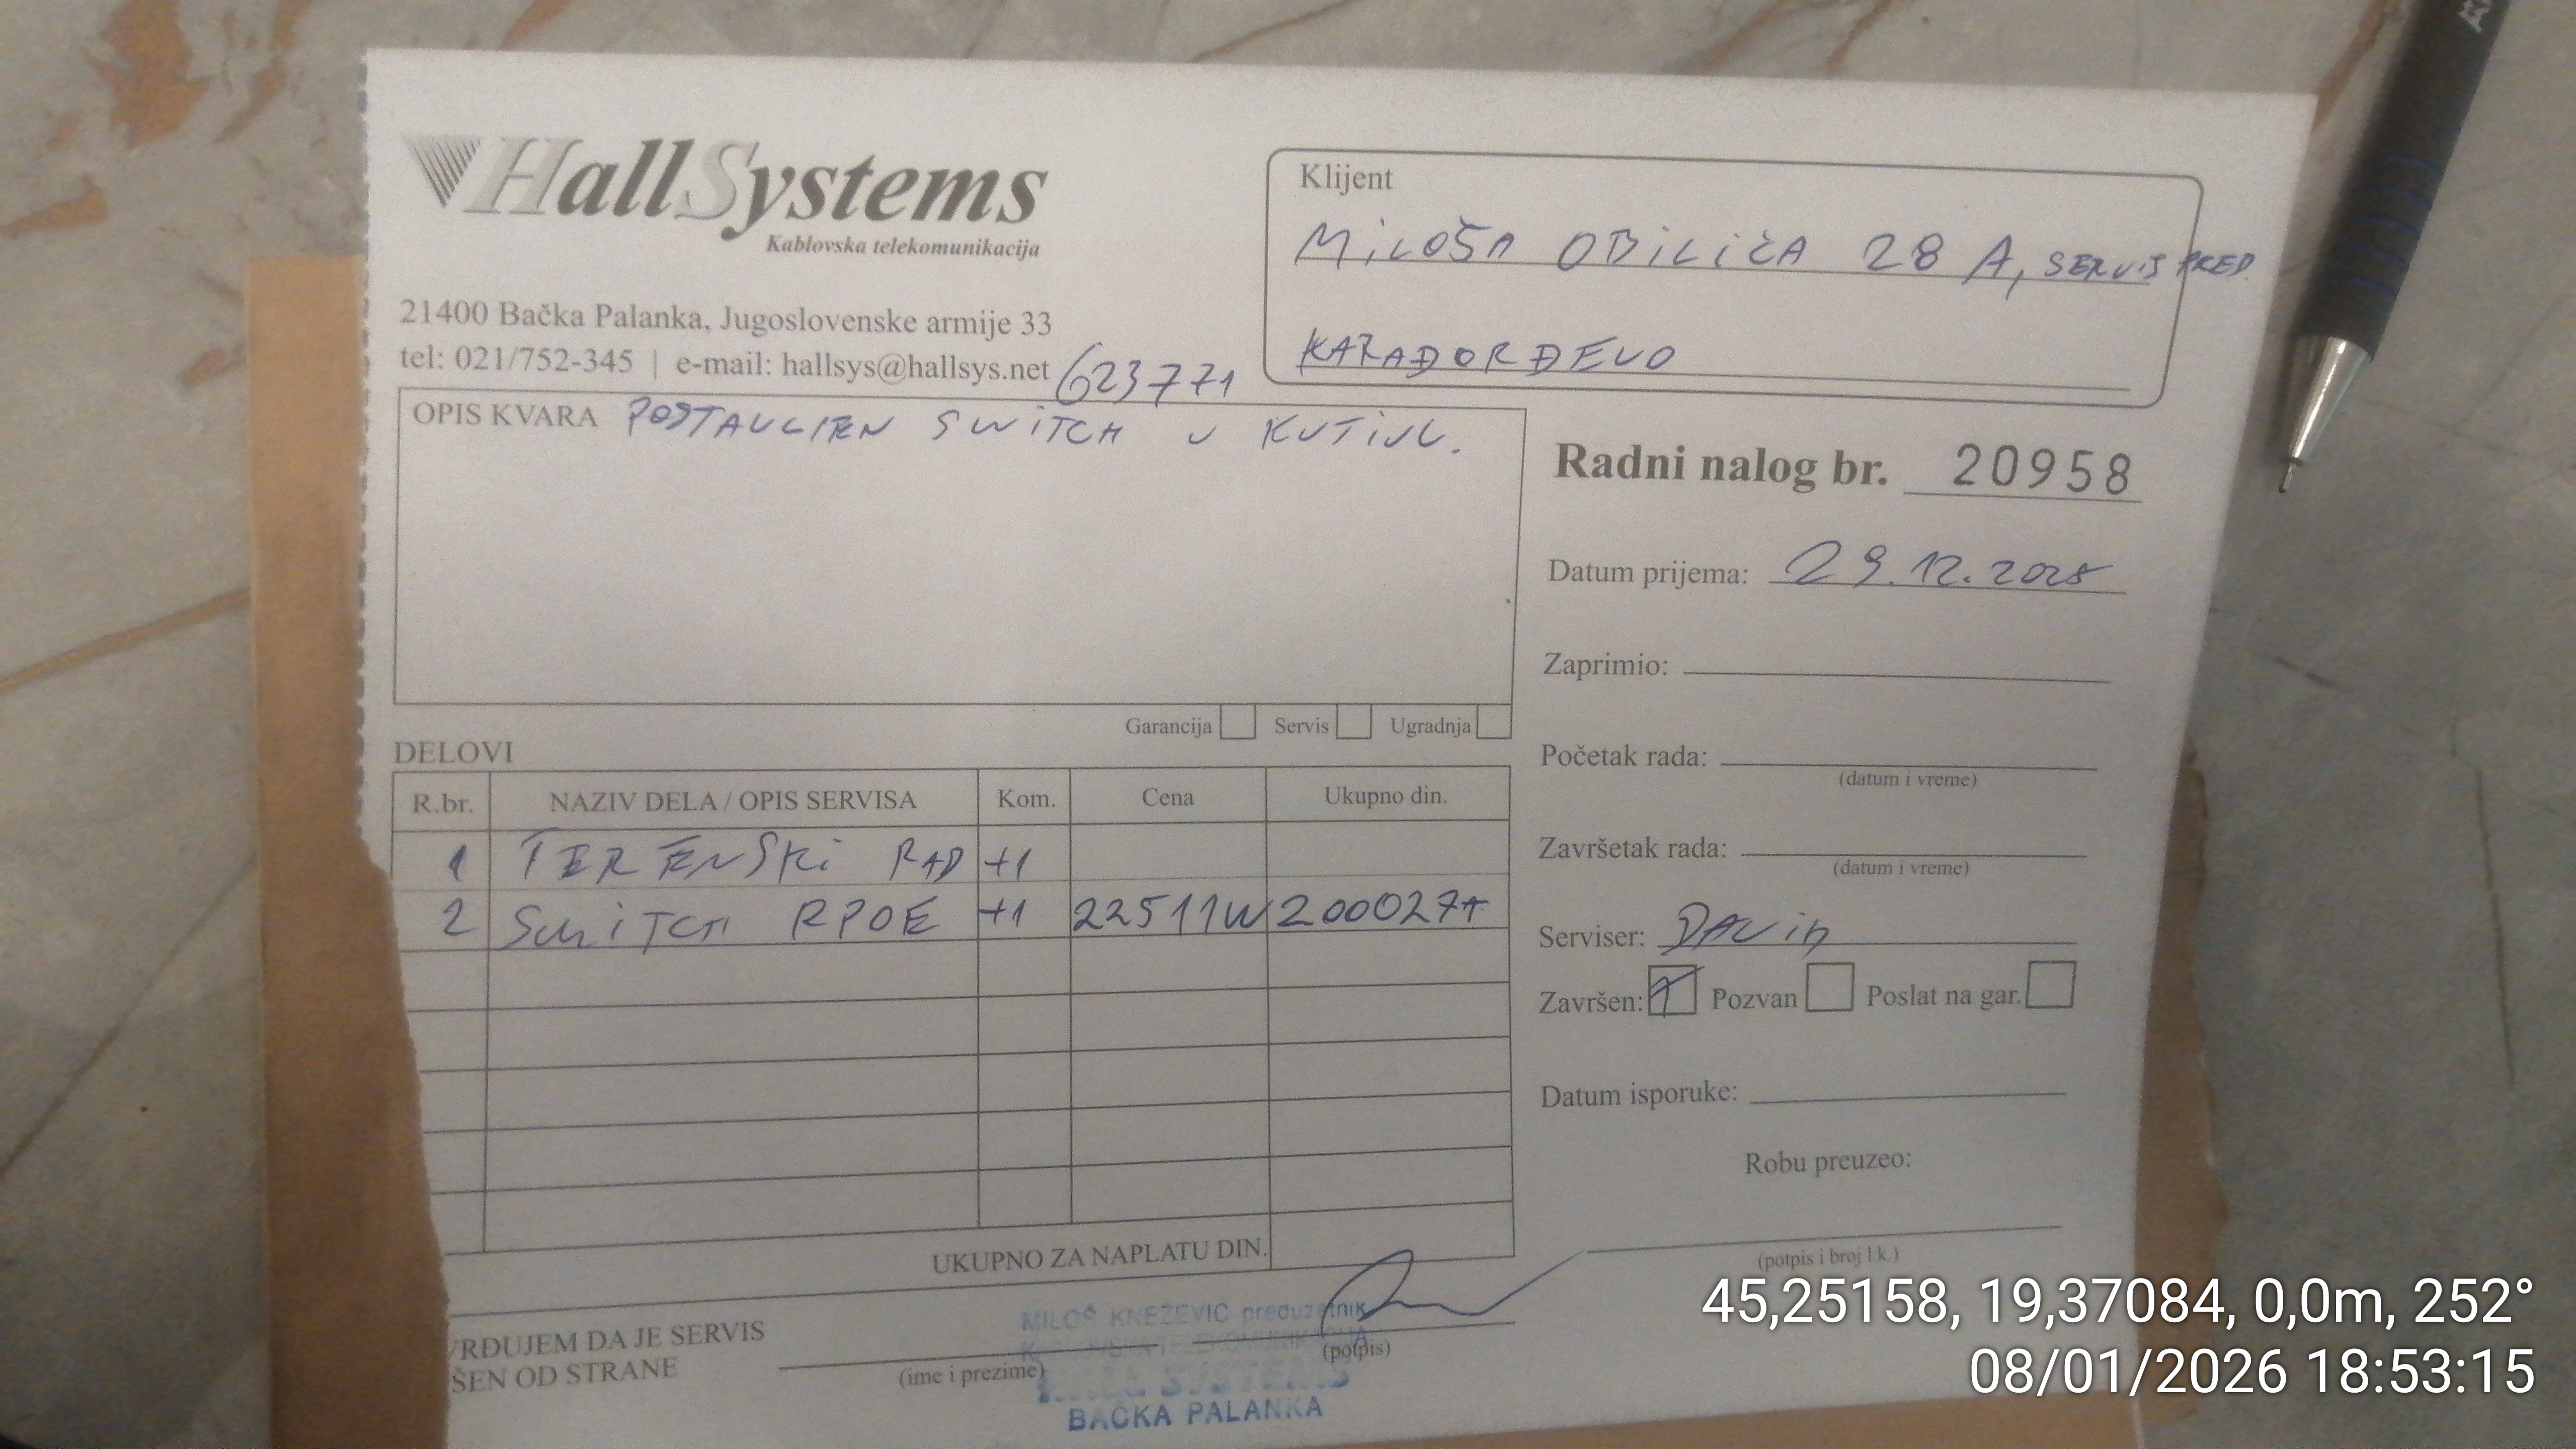 HallSystems
Kablovska telekomunikacija
21400 Bačka Palanka, Jugoslovenske armije 33
tel: 021/752-345 | e-mail: hallsys@hallsys.net
623771
Klijent
MILOŠA OBILIĆA 28 A, SERVIS PRED.
KARAĐORĐEVO
OPIS KVARA POSTAVLJEN SWITCH U KUTIJU.
Garancija Servis Ugradnja
Radni nalog br. 20958
Datum prijema: 29.12.2025
Zaprimio:
Početak rada:
(datum i vreme)
Završetak rada:
(datum i vreme)
Serviser: DAVID
Završen: Pozvan Poslat na gar.
Datum isporuke:
Robu preuzeo:
(potpis i broj l.k.)
DELOVI
R.br. NAZIV DELA / OPIS SERVISA Kom. Cena Ukupno din.
1 TERENSKI RAD +1
2 SWITCH RPOE +1 22511W
UKUPNO ZA NAPLATU DIN.
VRĐUJEM DA JE SERVIS
ŠEN OD STRANE
(ime i prezime)
(potpis)
MILOŠ KNEŽEVIĆ preduzetnik
HALL SYSTEMS
BAČKA PALANKA
45,25158, 19,37084, 0,0m, 252°
08/01/2026 18:53:15